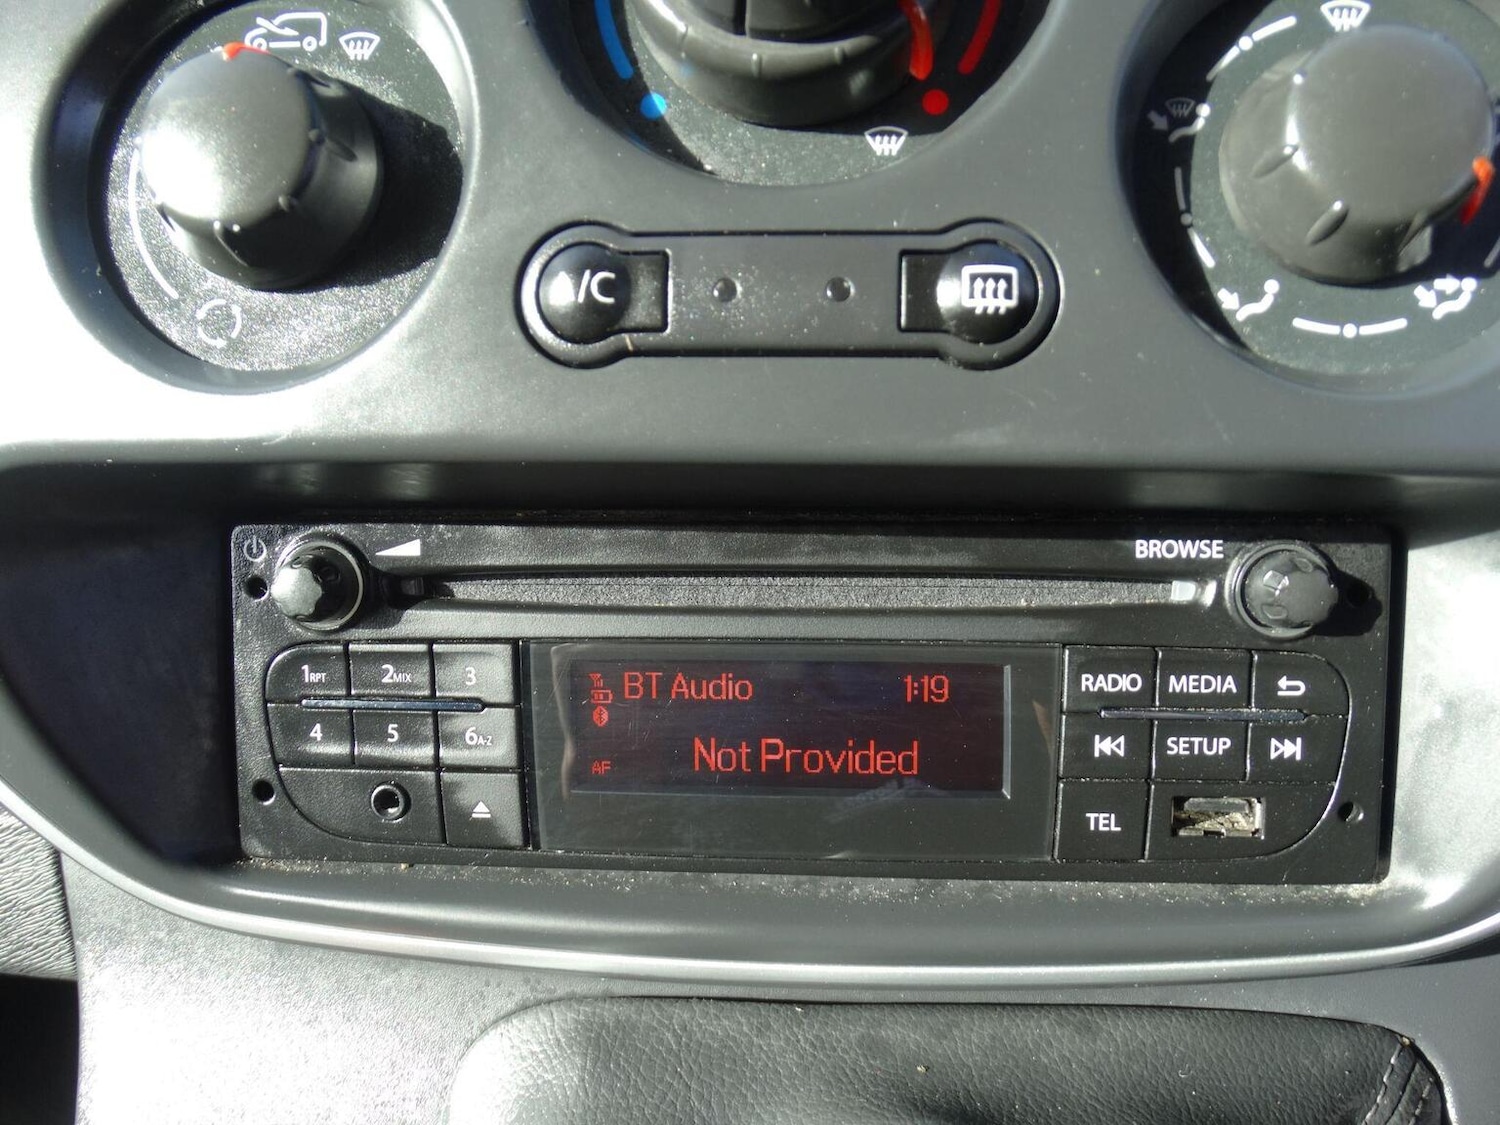 A/C
BROWSE
1RPT 2MIX 3
4 5 6A-Z
BT Audio 1:19
Not Provided
AF
RADIO MEDIA
SETUP
TEL